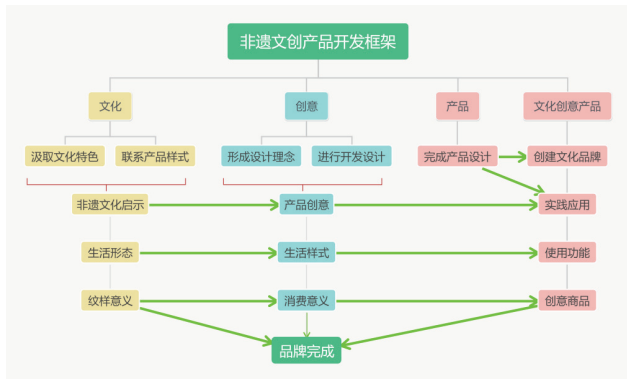 非遗文创产品开发框架
文化
创意
产品
文化创意产品
汲取文化特色
联系产品样式
形成设计理念
进行开发设计
完成产品设计
创建文化品牌
非遗文化启示
产品创意
实践应用
生活形态
生活样式
使用功能
纹样意义
消费意义
创意商品
品牌完成